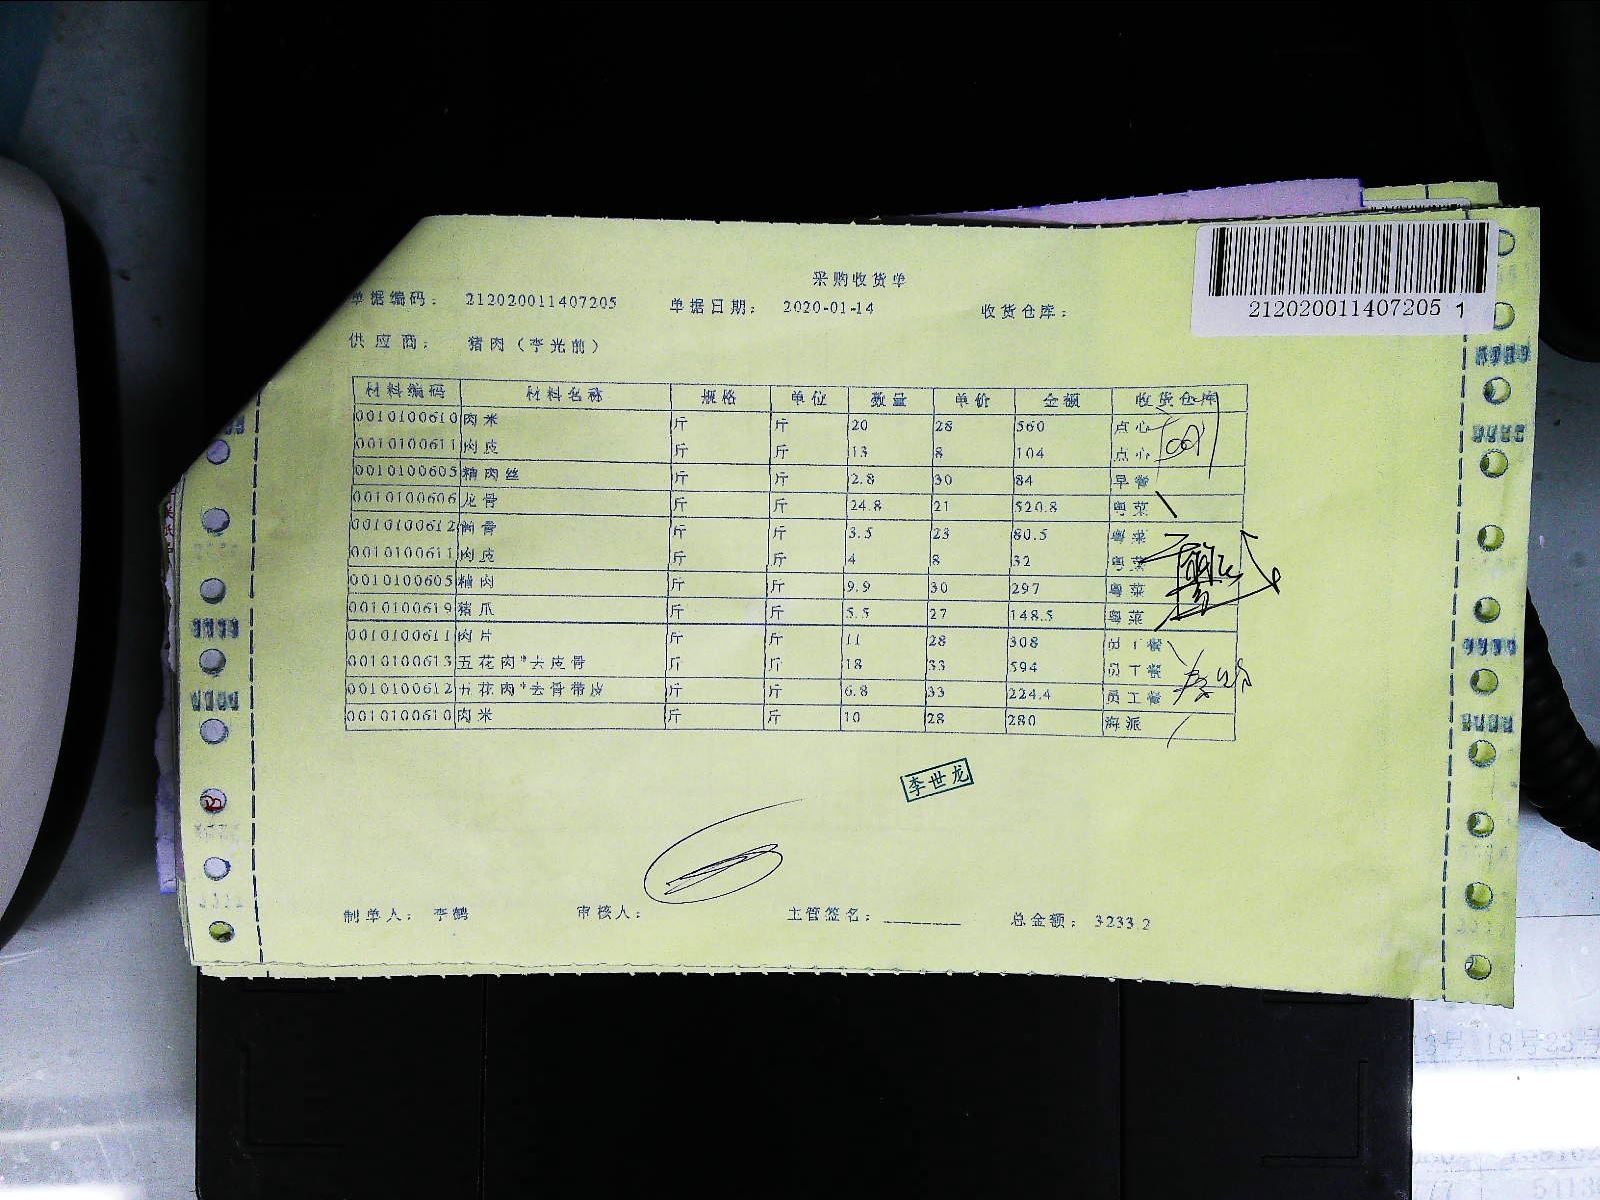 采购收货单
单据编码： 212020011407205 单据日期： 2020-01-14 收货仓库：
212020011407205 1
供应商： 猪肉（李光前）
材料编码 材料名称 规格 单位 数量 单价 金额 收货仓库
0010100610 肉米 斤 斤 20 28 560 点心
0010100611 肉皮 斤 斤 13 8 104 点心
0010100605 精肉丝 斤 斤 2.8 30 84 早餐
0010100606 龙骨 斤 斤 24.8 21 520.8 粤菜
0010100612 骨 斤 斤 3.5 23 80.5 粤菜
0010100611 肉皮 斤 斤 4 8 32 粤菜
0010100605 精肉 斤 斤 9.9 30 297 粤菜
0010100619 猪爪 斤 斤 5.5 27 148.5 粤菜
0010100611 肉片 斤 斤 11 28 308 员工餐
0010100613 五花肉*去皮骨 斤 斤 18 33 594 员工餐
0010100612 五花肉*去骨带皮 斤 斤 6.8 33 224.4 员工餐
0010100610 肉米 斤 斤 10 28 280 海派
李世龙
制单人： 李鹤 审核人： 主管签名： 总金额： 3233.2